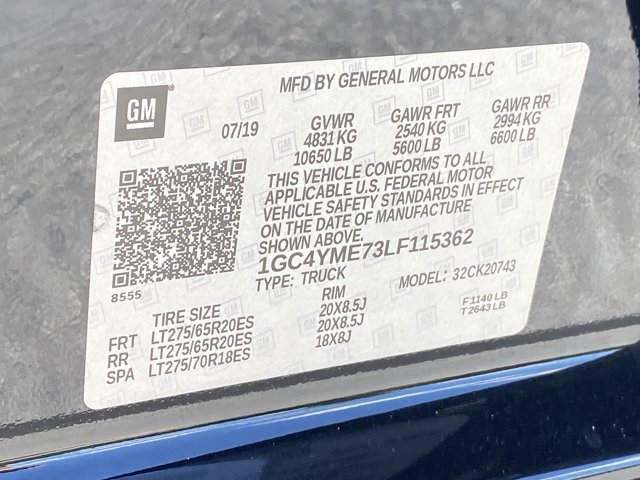 MFD BY GENERAL MOTORS LLC
GM
07/19
GVWR
4831 KG
10650 LB
GAWR FRT
2540 KG
5600 LB
GAWR RR
2994 KG
6600 LB
THIS VEHICLE CONFORMS TO ALL
APPLICABLE U.S. FEDERAL MOTOR
VEHICLE SAFETY STANDARDS IN EFFECT
ON THE DATE OF MANUFACTURE
SHOWN ABOVE.
1GC4YME73LF115362
TYPE: TRUCK
MODEL: 32CK20743
8555
F 1140 LB
T 2643 LB
TIRE SIZE RIM
FRT LT275/65R20ES 20X8.5J
RR LT275/65R20ES 20X8.5J
SPA LT275/70R18ES 18X8J